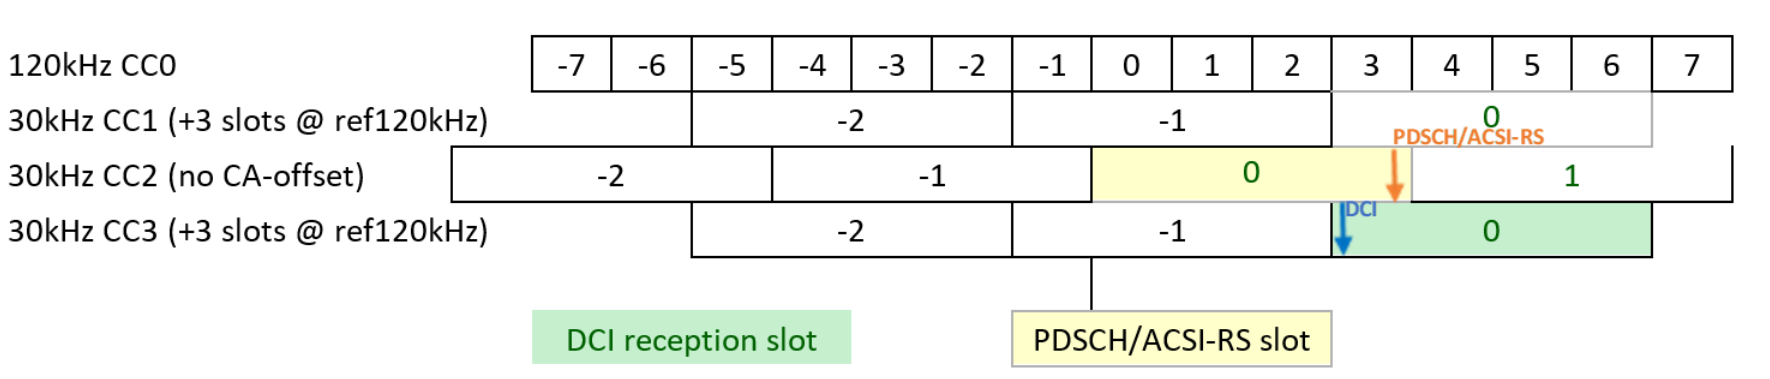 120kHz CC0 -7 -6 -5 -4 -3 -2 -1 0 1 2 3 4 5 6 7
30kHz CC1 (+3 slots @ ref120kHz) -2 -1 0
PDSCH/ACSI-RS
30kHz CC2 (no CA-offset) -2 -1 0 1
DCI
30kHz CC3 (+3 slots @ ref120kHz) -2 -1 0
DCI reception slot PDSCH/ACSI-RS slot